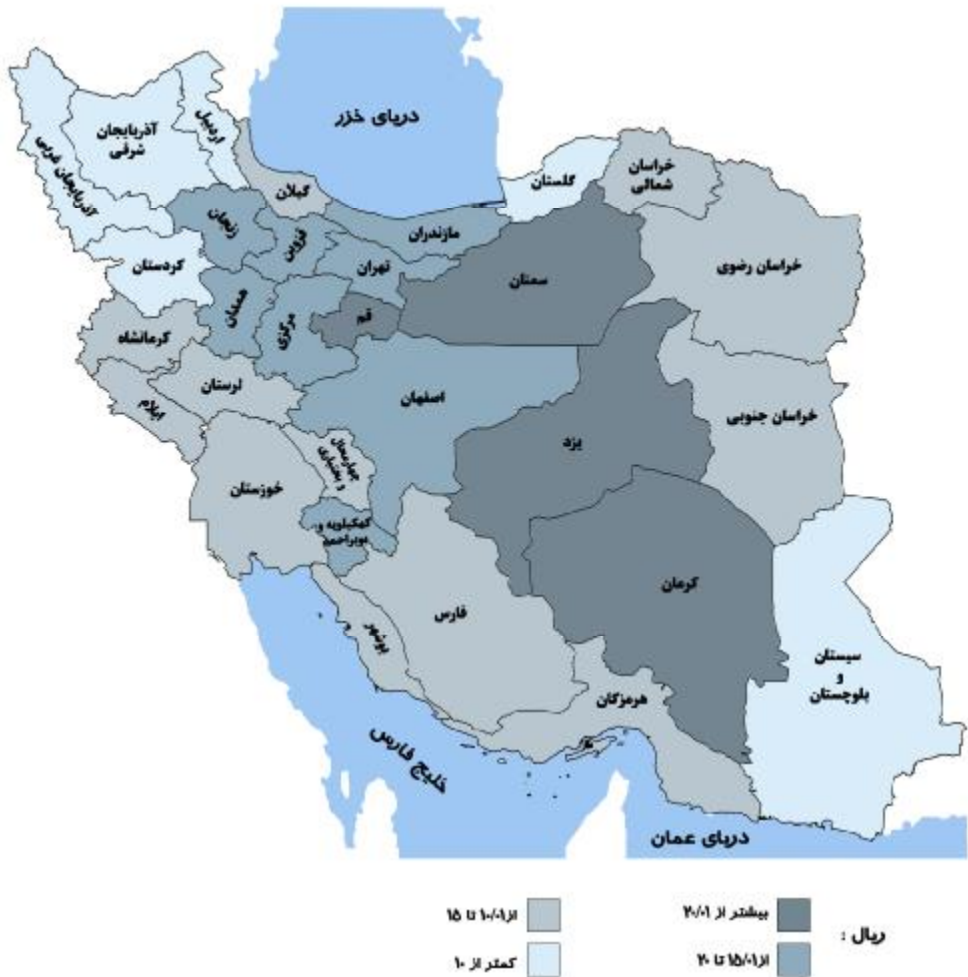 دریای خزر
آذربایجان
شرقی
اردبیل
آذربایجان غربی
گیلان
گلستان
خراسان
شمالی
زنجان
قزوین
مازندران
تهران
خراسان رضوی
کردستان
سمنان
همدان
مرکزی
قم
کرمانشاه
لرستان
اصفهان
ایلام
خراسان جنوبی
یزد
چهارمحال
و بختیاری
خوزستان
کهکیلویه و
بویراحمد
کرمان
فارس
بوشهر
سیستان
و
بلوچستان
هرمزگان
خلیج فارس
دریای عمان
ریال :
بیشتر از ۲۰/۰۱
از ۱۵/۰۱ تا ۲۰
از ۱۰/۰۱ تا ۱۵
کمتر از ۱۰